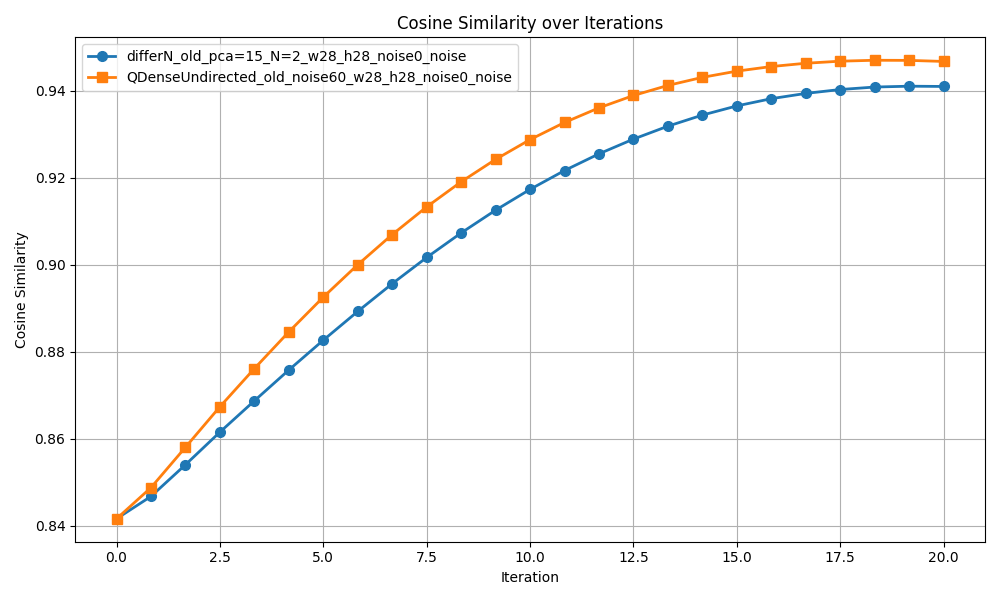 Cosine Similarity over Iterations
differN_old_pca=15_N=2_w28_h28_noise0_noise
QDenseUndirected_old_noise60_w28_h28_noise0_noise
Cosine Similarity
0.94
0.92
0.90
0.88
0.86
0.84
0.0 2.5 5.0 7.5 10.0 12.5 15.0 17.5 20.0
Iteration